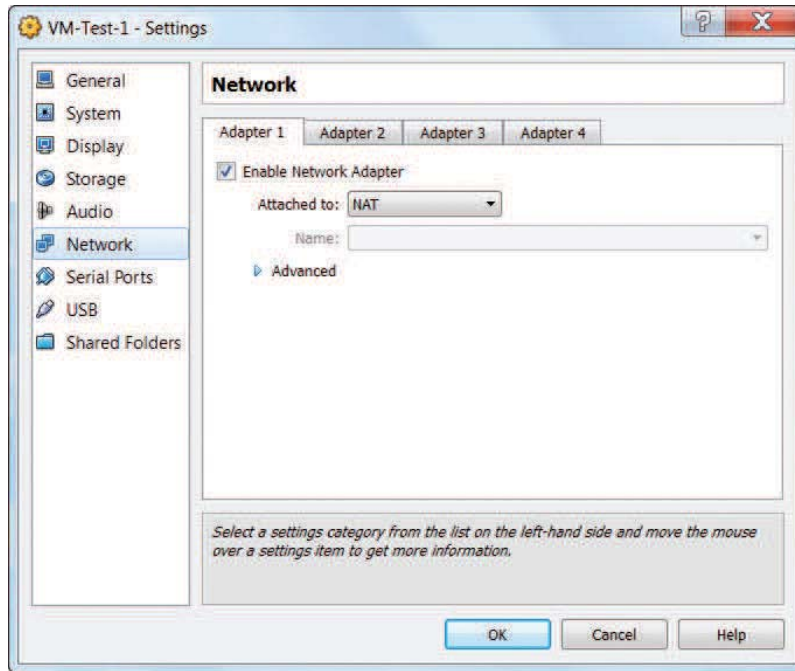 VM-Test-1 - Settings
General
System
Display
Storage
Audio
Network
Serial Ports
USB
Shared Folders
Network
Adapter 1 Adapter 2 Adapter 3 Adapter 4
Enable Network Adapter
Attached to: NAT
Name:
Advanced
Select a settings category from the list on the left-hand side and move the mouse
over a settings item to get more information.
OK Cancel Help